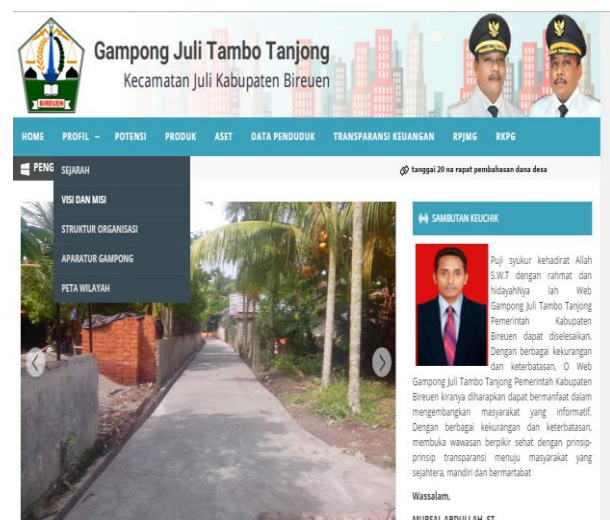 Gampong Juli Tambo Tanjong
Kecamatan Juli Kabupaten Bireuen
BIREUEN
HOME PROFIL – POTENSI PRODUK ASET DATA PENDUDUK TRANSPARANSI KEUANGAN RPJMG RKPG
PENG
tanggai 20 na rapat pembahasan dana desa
SEJARAH
VISI DAN MISI
STRUKTUR ORGANISASI
APARATUR GAMPONG
PETA WILAYAH
SAMBUTAN KEUCHIK
Puji syukur kehadirat Allah
S.W.T dengan rahmat dan
hidayahNya lah Web
Gampong Juli Tambo Tanjong
Pemerintah Kabupaten
Bireuen dapat diselesaikan.
Dengan berbagai kekurangan
dan keterbatasan, O Web
Gampong Juli Tambo Tanjong Pemerintah Kabupaten
Bireuen kiranya diharapkan dapat bermanfaat dalam
mengembangkan masyarakat yang informatif.
Dengan berbagai kekurangan dan keterbatasan,
membuka wawasan berpikir sehat dengan prinsip-
prinsip transparansi menuju masyarakat yang
sejahtera, mandiri dan bermartabat
Wassalam,
MURSAL ABDULLAH, ST